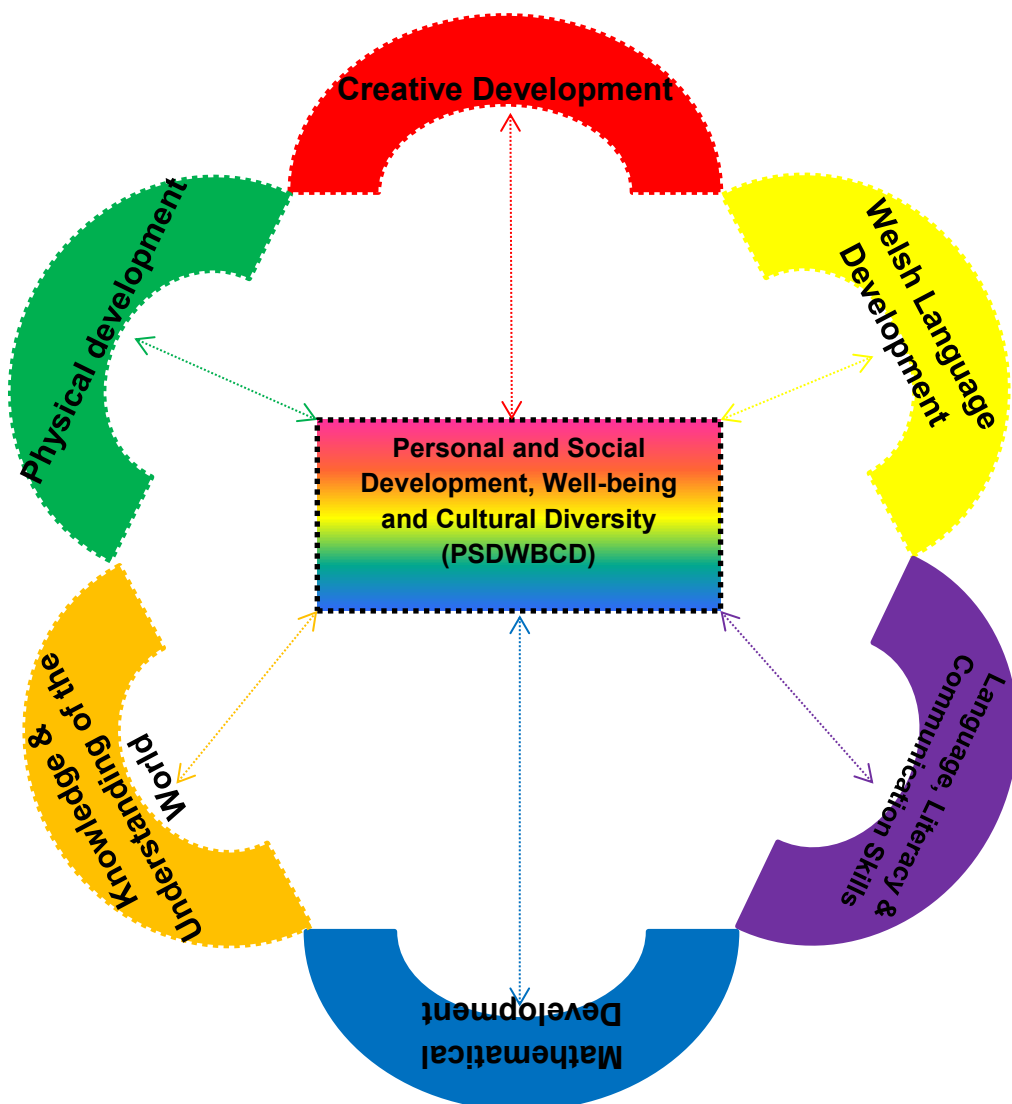 Creative Development
Welsh Language
Development
Language, Literacy &
Communication Skills
Mathematical
Development
Knowledge &
Understanding of the
World
Physical development
Personal and Social
Development, Well-being
and Cultural Diversity
(PSDWBCD)